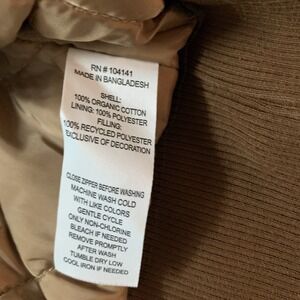 RN # 104141
MADE IN BANGLADESH
SHELL:
100% ORGANIC COTTON
LINING: 100% POLYESTER
FILLING:
100% RECYCLED POLYESTER
EXCLUSIVE OF DECORATION
CLOSE ZIPPER BEFORE WASHING
MACHINE WASH COLD
WITH LIKE COLORS
GENTLE CYCLE
ONLY NON-CHLORINE
BLEACH IF NEEDED
REMOVE PROMPTLY
AFTER WASH
TUMBLE DRY LOW
COOL IRON IF NEEDED